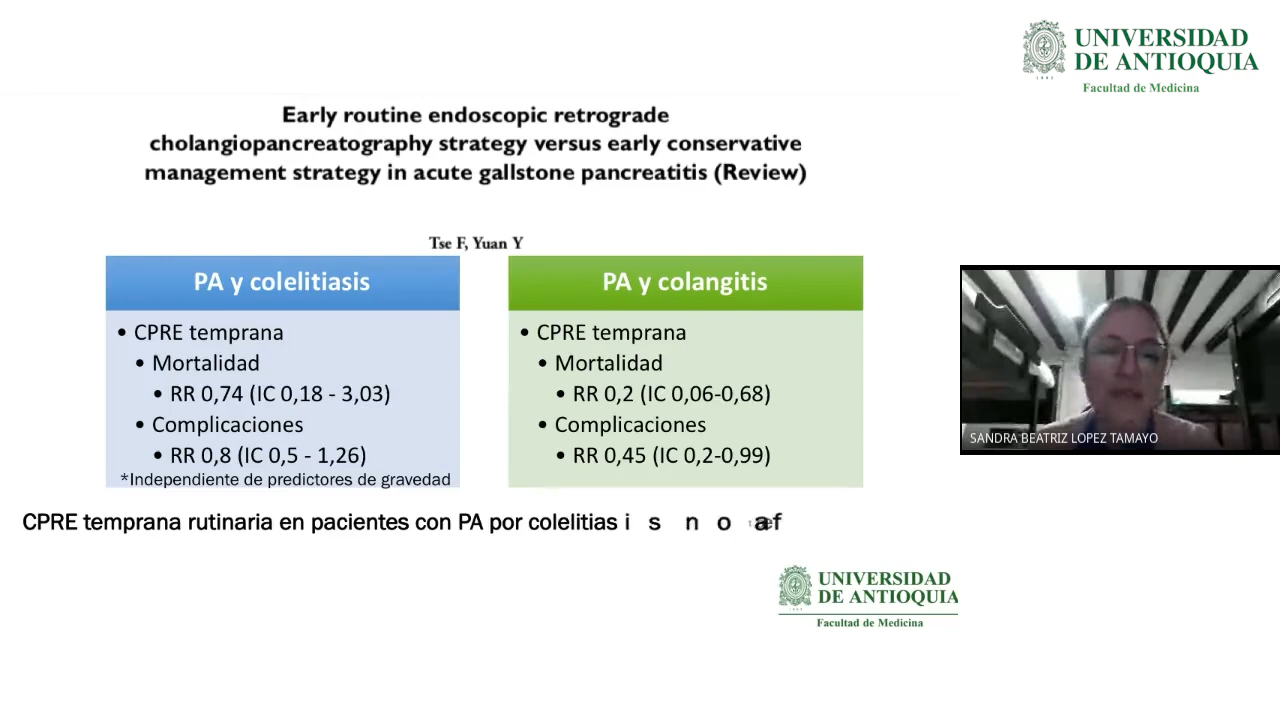 UNIVERSIDAD
DE ANTIOQUIA
1803
Facultad de Medicina
Early routine endoscopic retrograde
cholangiopancreatography strategy versus early conservative
management strategy in acute gallstone pancreatitis (Review)
Tse F, Yuan Y
PA y colelitiasis
• CPRE temprana
• Mortalidad
• RR 0,74 (IC 0,18 - 3,03)
• Complicaciones
• RR 0,8 (IC 0,5 - 1,26)
*Independiente de predictores de gravedad
PA y colangitis
• CPRE temprana
• Mortalidad
• RR 0,2 (IC 0,06-0,68)
• Complicaciones
• RR 0,45 (IC 0,2-0,99)
SANDRA BEATRIZ LOPEZ TAMAYO
CPRE temprana rutinaria en pacientes con PA por colelitias i s n o
UNIVERSIDAD
DE ANTIOQUIA
Facultad de Medicina